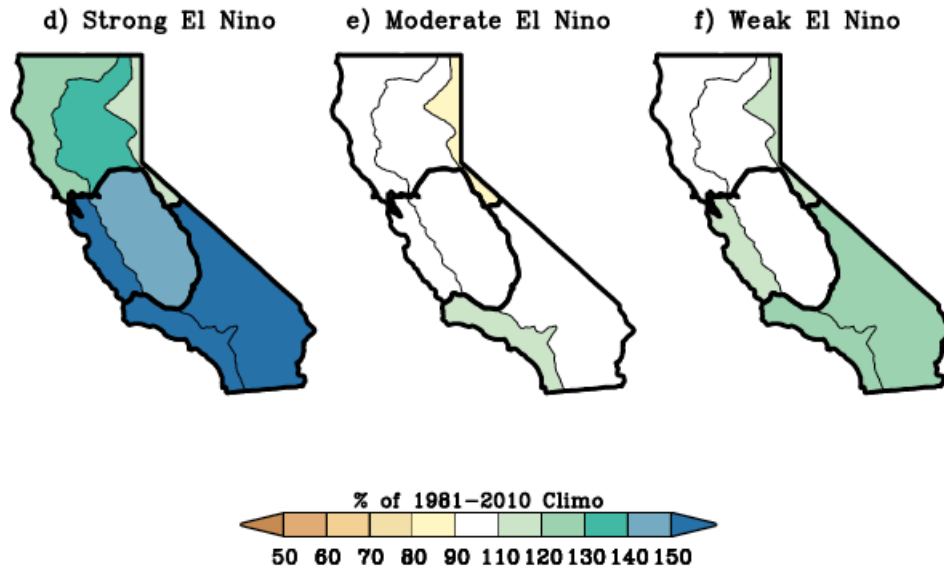 d) Strong El Nino
e) Moderate El Nino
f) Weak El Nino
% of 1981-2010 Climo
50 60 70 80 90 110 120 130 140 150